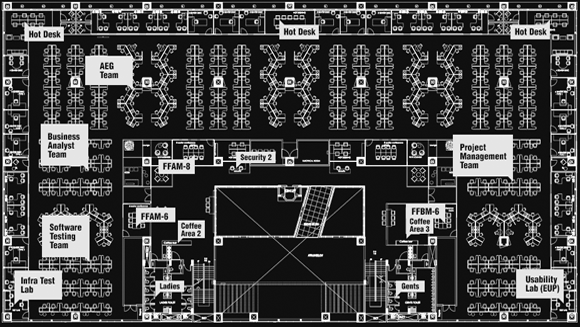 Hot Desk
Hot Desk
Hot Desk
AEG
Team
Business
Analyst
Team
FFAM-8
Security 2
Project
Management
Team
FFAM-6
Coffee
Area 2
FFBM-6
Coffee
Area 3
Software
Testing
Team
Infra Test
Lab
Ladies
Gents
Usability
Lab (EUP)